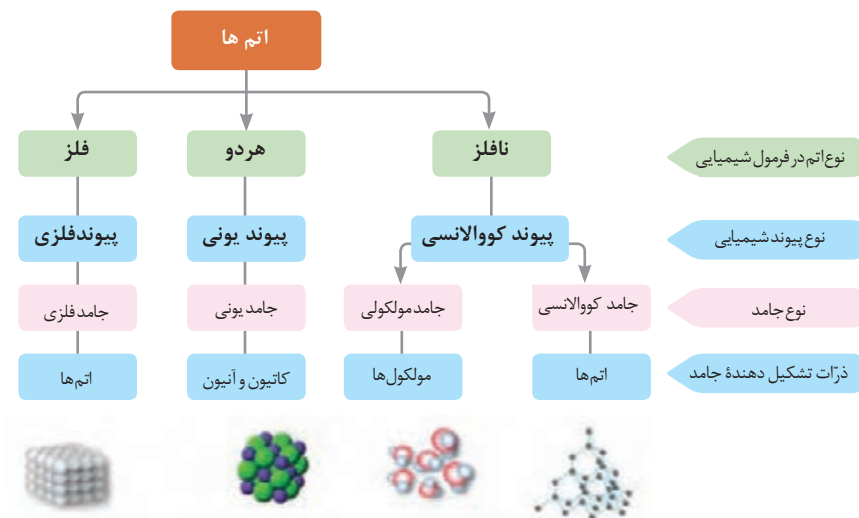 اتم ها
نوع اتم در فرمول شیمیایی
نافلز
هردو
فلز
نوع پیوند شیمیایی
پیوند کووالانسی
پیوند یونی
پیوند فلزی
نوع جامد
جامد کووالانسی
جامد مولکولی
جامد یونی
جامد فلزی
ذرّات تشکیل دهندهٔ جامد
اتم‌ها
مولکول‌ها
کاتیون و آنیون
اتم‌ها